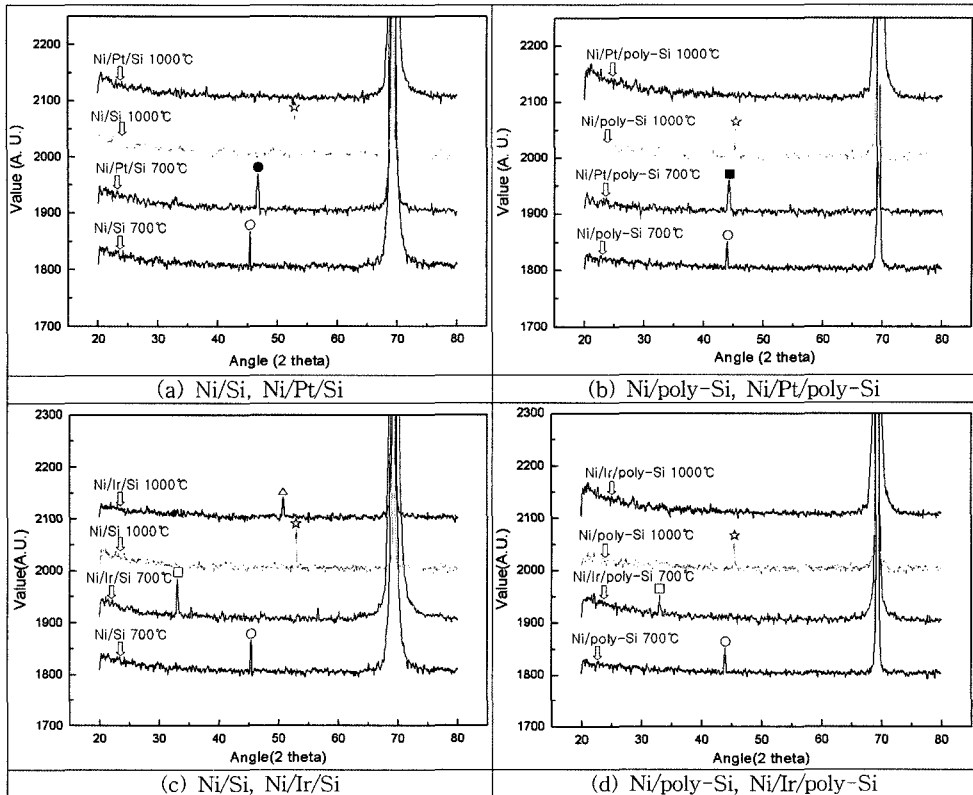 2200
2100
2000
1900
1800
1700
Value (A. U.)
Ni/Pt/Si 1000℃
Ni/Si 1000℃
Ni/Pt/Si 700℃
Ni/Si 700℃
20 30 40 50 60 70 80
Angle (2 theta)
(a) Ni/Si, Ni/Pt/Si
2200
2100
2000
1900
1800
1700
Value (A. U.)
Ni/Pt/poly-Si 1000℃
Ni/poly-Si 1000℃
Ni/Pt/poly-Si 700℃
Ni/poly-Si 700℃
20 30 40 50 60 70 80
Angle (2 theta)
(b) Ni/poly-Si, Ni/Pt/poly-Si
2300
2200
2100
2000
1900
1800
1700
Value(A.U.)
Ni/Ir/Si 1000℃
Ni/Si 1000℃
Ni/Ir/Si 700℃
Ni/Si 700℃
20 30 40 50 60 70 80
Angle(2 theta)
(c) Ni/Si, Ni/Ir/Si
2300
2200
2100
2000
1900
1800
1700
Value(A.U.)
Ni/Ir/poly-Si 1000℃
Ni/poly-Si 1000℃
Ni/Ir/poly-Si 700℃
Ni/poly-Si 700℃
20 30 40 50 60 70 80
Angle(2 theta)
(d) Ni/poly-Si, Ni/Ir/poly-Si